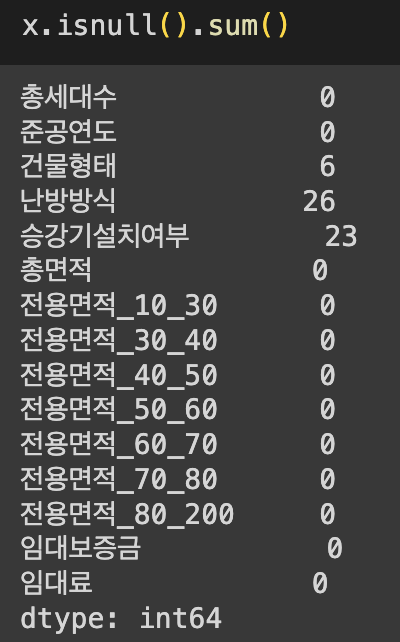 x.isnull().sum()
총세대수 0
준공연도 0
건물형태 6
난방방식 26
승강기설치여부 23
총면적 0
전용면적_10_30 0
전용면적_30_40 0
전용면적_40_50 0
전용면적_50_60 0
전용면적_60_70 0
전용면적_70_80 0
전용면적_80_200 0
임대보증금 0
임대료 0
dtype: int64